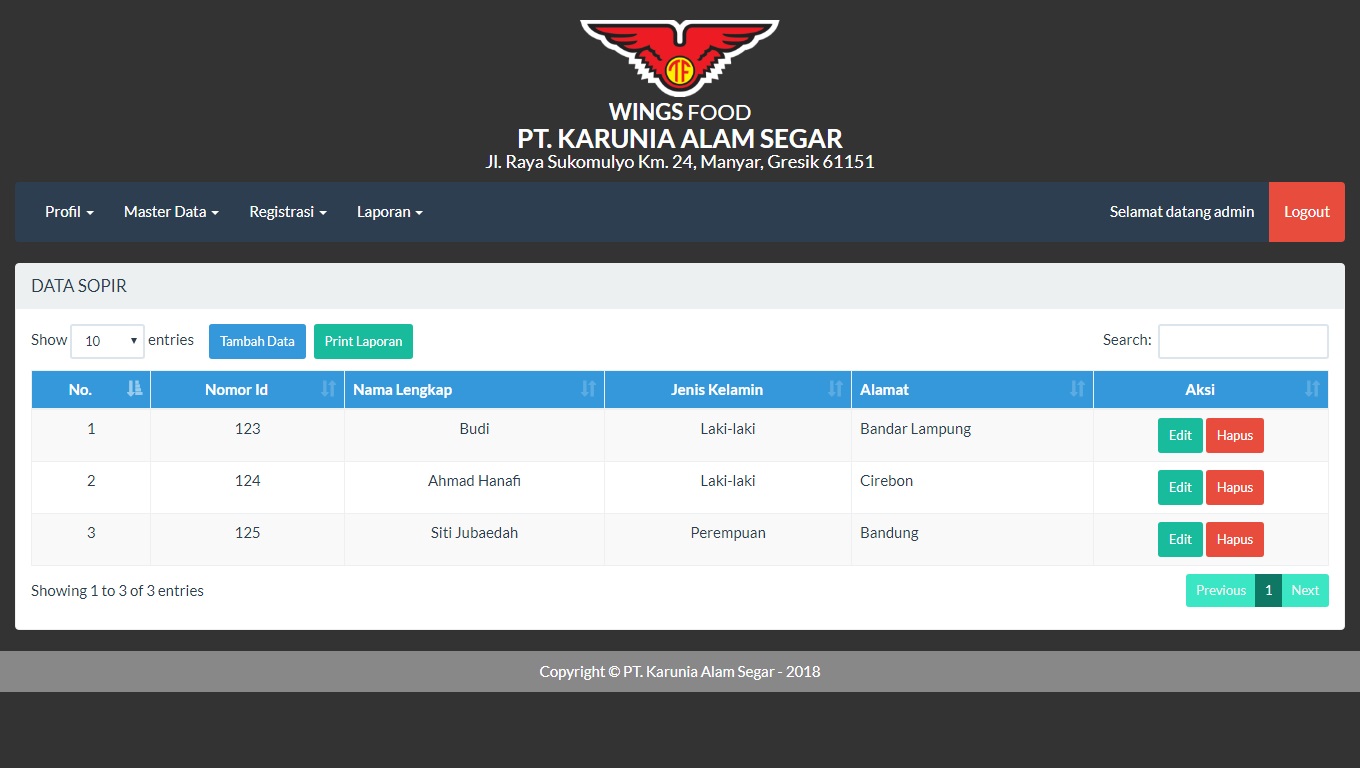 TF
WINGS FOOD
PT. KARUNIA ALAM SEGAR
Jl. Raya Sukomulyo Km. 24, Manyar, Gresik 61151
Profil Master Data Registrasi Laporan Selamat datang admin Logout
DATA SOPIR
Show 10 entries Tambah Data Print Laporan Search:
No. Nomor Id Nama Lengkap Jenis Kelamin Alamat Aksi
1 123 Budi Laki-laki Bandar Lampung Edit Hapus
2 124 Ahmad Hanafi Laki-laki Cirebon Edit Hapus
3 125 Siti Jubaedah Perempuan Bandung Edit Hapus
Showing 1 to 3 of 3 entries Previous 1 Next
Copyright © PT. Karunia Alam Segar - 2018